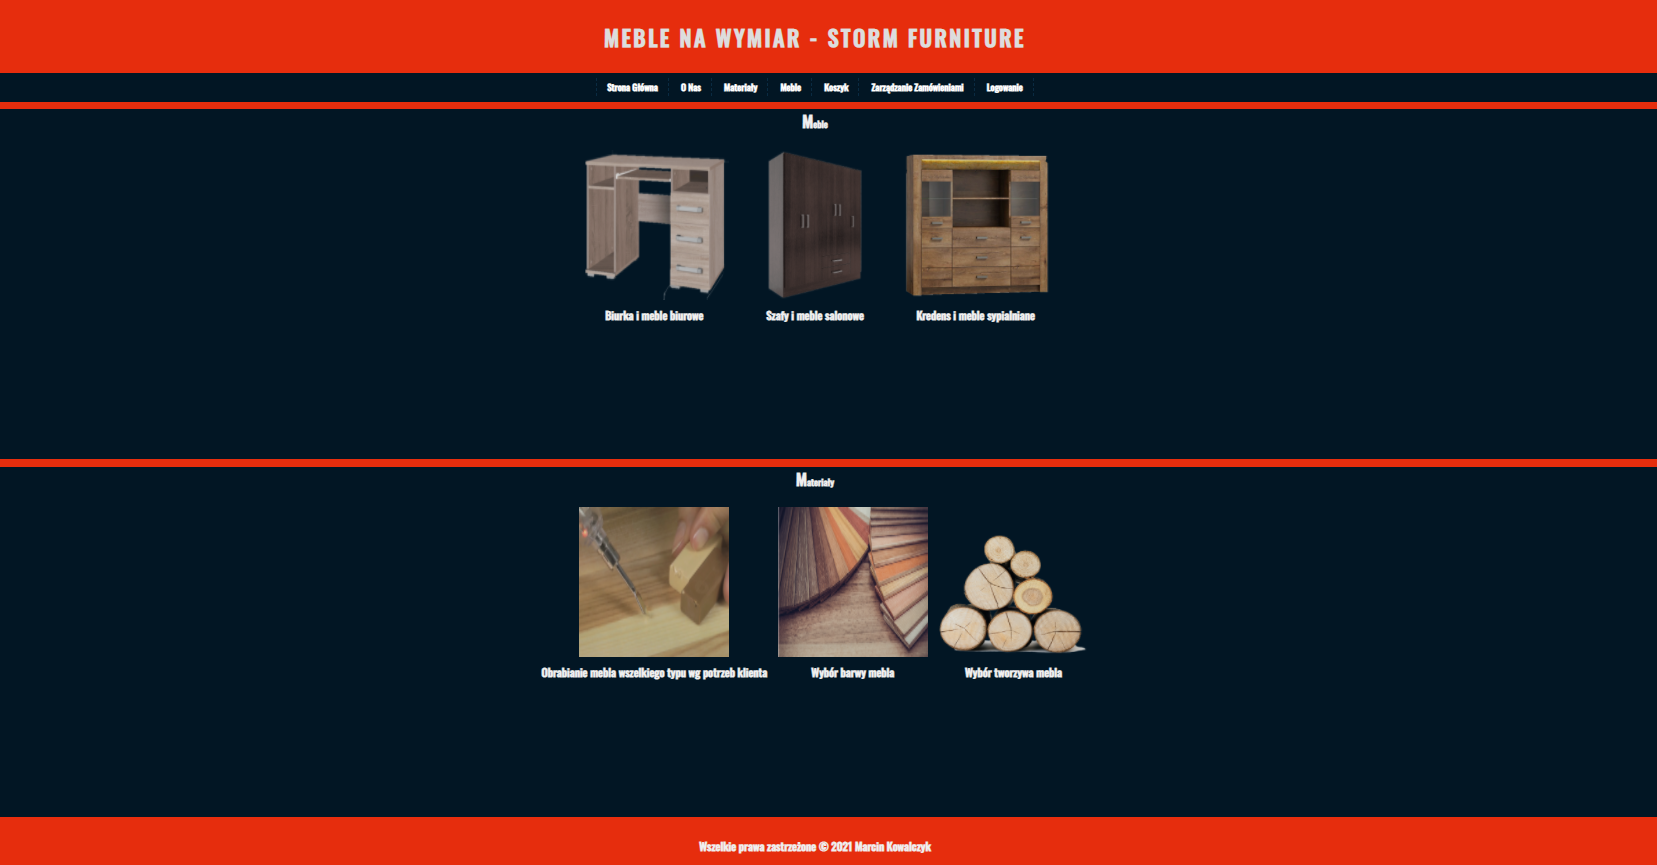 MEBLE NA WYMIAR - STORM FURNITURE
Strona Główna O Nas Materiały Meble Koszyk Zarządzanie Zamówieniami Logowanie
Meble
Biurka i meble biurowe Szafy i meble salonowe Kredens i meble sypialniane
Materiały
Obrabianie mebla wszelkiego typu wg potrzeb klienta Wybór barwy mebla Wybór tworzywa mebla
Wszelkie prawa zastrzeżone © 2021 Marcin Kowalczyk